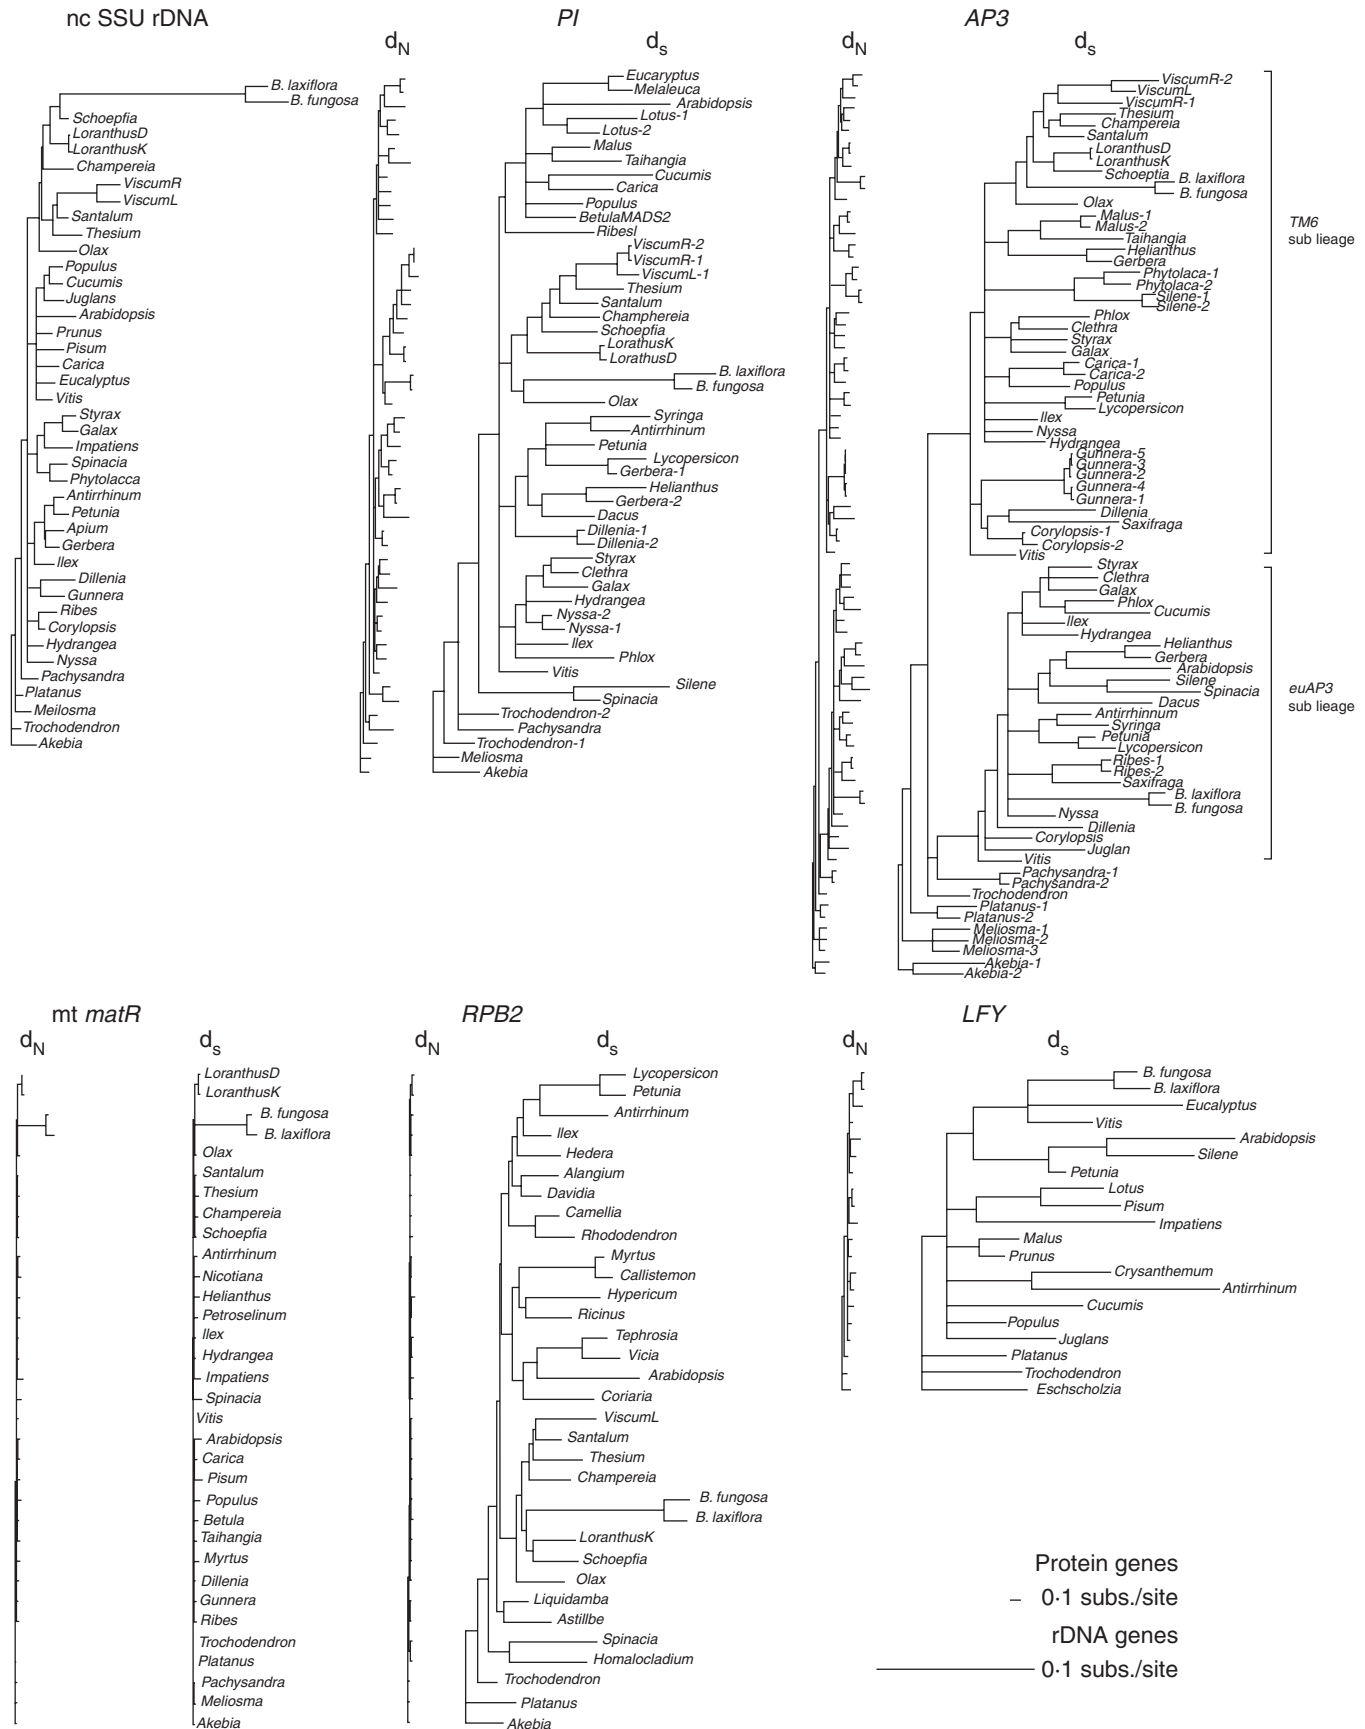 nc SSU rDNA
B. laxiflora
B. fungosa
Schoepfia
LoranthusD
LoranthusK
Champereia
ViscumR
ViscumL
Santalum
Thesium
Olax
Populus
Cucumis
Juglans
Arabidopsis
Prunus
Pisum
Carica
Eucalyptus
Vitis
Styrax
Galax
Impatiens
Spinacia
Phytolacca
Antirrhinum
Petunia
Apium
Gerbera
Ilex
Dillenia
Gunnera
Ribes
Corylopsis
Hydrangea
Nyssa
Pachysandra
Platanus
Meilosma
Trochodendron
Akebia
PI
dN
ds
Eucaryptus
Melaleuca
Arabidopsis
Lotus-1
Lotus-2
Malus
Taihangia
Cucumis
Carica
Populus
BetulaMADS2
Ribesl
ViscumR-2
ViscumR-1
ViscumL-1
Thesium
Santalum
Champhereia
Schoepfia
LorathusK
LorathusD
B. laxiflora
B. fungosa
Olax
Syringa
Antirrhinum
Petunia
Lycopersicon
Gerbera-1
Helianthus
Gerbera-2
Dacus
Dillenia-1
Dillenia-2
Styrax
Clethra
Galax
Hydrangea
Nyssa-2
Nyssa-1
Ilex
Phlox
Vitis
Silene
Spinacia
Trochodendron-2
Pachysandra
Trochodendron-1
Meliosma
Akebia
AP3
dN
ds
ViscumR-2
ViscumL
ViscumR-1
Thesium
Champereia
Santalum
LoranthusD
LoranthusK
Schoeptia
B. laxiflora
B. fungosa
Olax
Malus-1
Malus-2
Taihangia
Helianthus
Gerbera
Phytolaca-1
Phytolaca-2
Silene-1
Silene-2
Phlox
Clethra
Styrax
Galax
Carica-1
Carica-2
Populus
Petunia
Lycopersicon
Ilex
Nyssa
Hydrangea
Gunnera-5
Gunnera-3
Gunnera-2
Gunnera-4
Gunnera-1
Dillenia
Saxifraga
Corylopsis-1
Corylopsis-2
Vitis
TM6
sub lieage
Styrax
Clethra
Galax
Phlox
Cucumis
Ilex
Hydrangea
Helianthus
Gerbera
Arabidopsis
Silene
Spinacia
Dacus
Antirrhinnum
Syringa
Petunia
Lycopersicon
Ribes-1
Ribes-2
Saxifraga
B. laxiflora
B. fungosa
Nyssa
Dillenia
Corylopsis
Juglan
Vitis
euAP3
sub lieage
Pachysandra-1
Pachysandra-2
Trochodendron
Platanus-1
Platanus-2
Meliosma-1
Meliosma-2
Meliosma-3
Akebia-1
Akebia-2
mt matR
dN
ds
LoranthusD
LoranthusK
B. fungosa
B. laxiflora
Olax
Santalum
Thesium
Champereia
Schoepfia
Antirrhinum
Nicotiana
Helianthus
Petroselinum
Ilex
Hydrangea
Impatiens
Spinacia
Vitis
Arabidopsis
Carica
Pisum
Populus
Betula
Taihangia
Myrtus
Dillenia
Gunnera
Ribes
Trochodendron
Platanus
Pachysandra
Meliosma
Akebia
RPB2
dN
ds
Lycopersicon
Petunia
Antirrhinum
Ilex
Hedera
Alangium
Davidia
Camellia
Rhododendron
Myrtus
Callistemon
Hypericum
Ricinus
Tephrosia
Vicia
Arabidopsis
Coriaria
ViscumL
Santalum
Thesium
Champereia
B. fungosa
B. laxiflora
LoranthusK
Schoepfia
Olax
Liquidamba
Astillbe
Spinacia
Homalocladium
Trochodendron
Platanus
Akebia
LFY
dN
ds
B. fungosa
B. laxiflora
Eucalyptus
Vitis
Arabidopsis
Silene
Petunia
Lotus
Pisum
Impatiens
Malus
Prunus
Crysanthemum
Antirrhinum
Cucumis
Populus
Juglans
Platanus
Trochodendron
Eschscholzia
Protein genes
0·1 subs./site
rDNA genes
0·1 subs./site